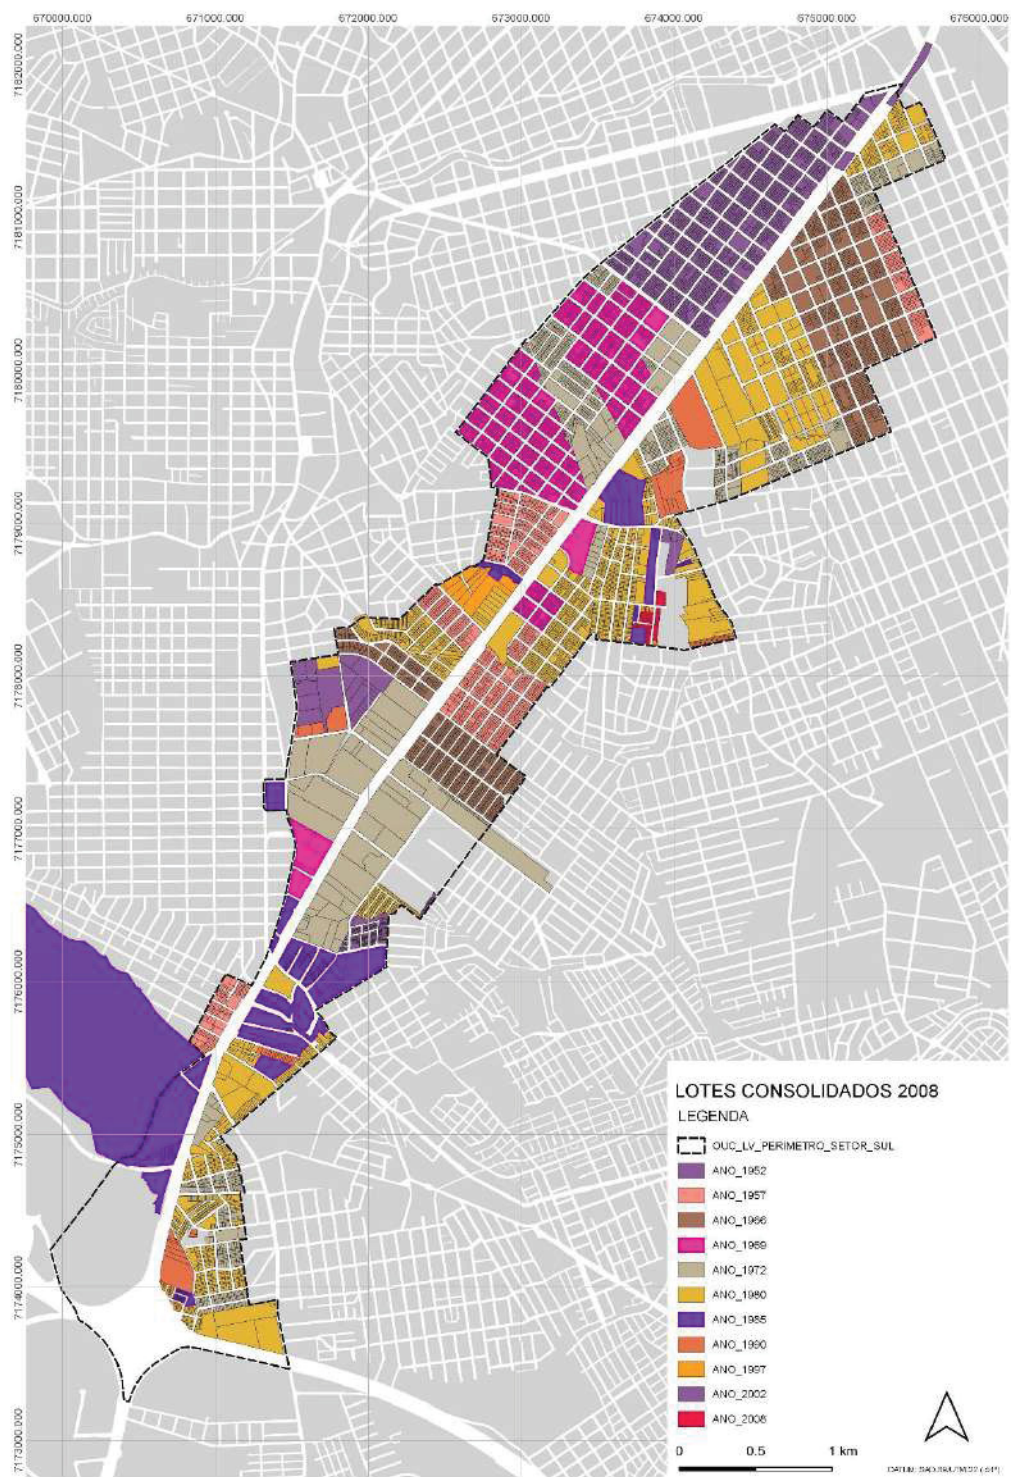 670000.000 671000.000 672000.000 673000.000 674000.000 675000.000 676000.000
7182000.000
7181000.000
7180000.000
7179000.000
7178000.000
7177000.000
7176000.000
7175000.000
7174000.000
7173000.000
LOTES CONSOLIDADOS 2008
LEGENDA
OUC_LV_PERIMETRO_SETOR_SUL
ANO_1952
ANO_1957
ANO_1966
ANO_1969
ANO_1972
ANO_1980
ANO_1985
ANO_1990
ANO_1997
ANO_2002
ANO_2008
0 0.5 1 km